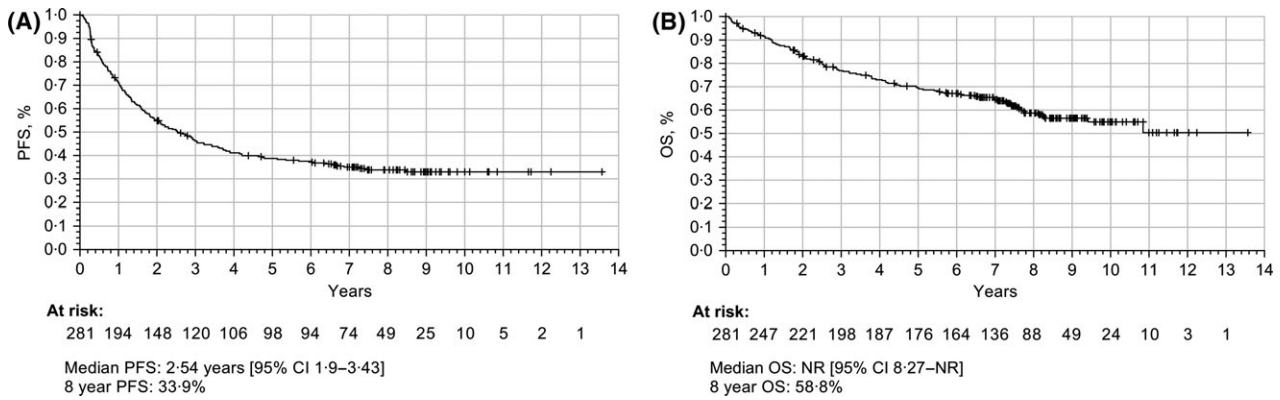 (A)
PFS, %
1·0
0·9
0·8
0·7
0·6
0·5
0·4
0·3
0·2
0·1
0·0
0 1 2 3 4 5 6 7 8 9 10 11 12 13 14
Years
At risk:
281 194 148 120 106 98 94 74 49 25 10 5 2 1
Median PFS: 2·54 years [95% CI 1·9–3·43]
8 year PFS: 33·9%
(B)
OS, %
1·0
0·9
0·8
0·7
0·6
0·5
0·4
0·3
0·2
0·1
0·0
0 1 2 3 4 5 6 7 8 9 10 11 12 13 14
Years
At risk:
281 247 221 198 187 176 164 136 88 49 24 10 3 1
Median OS: NR [95% CI 8·27–NR]
8 year OS: 58·8%